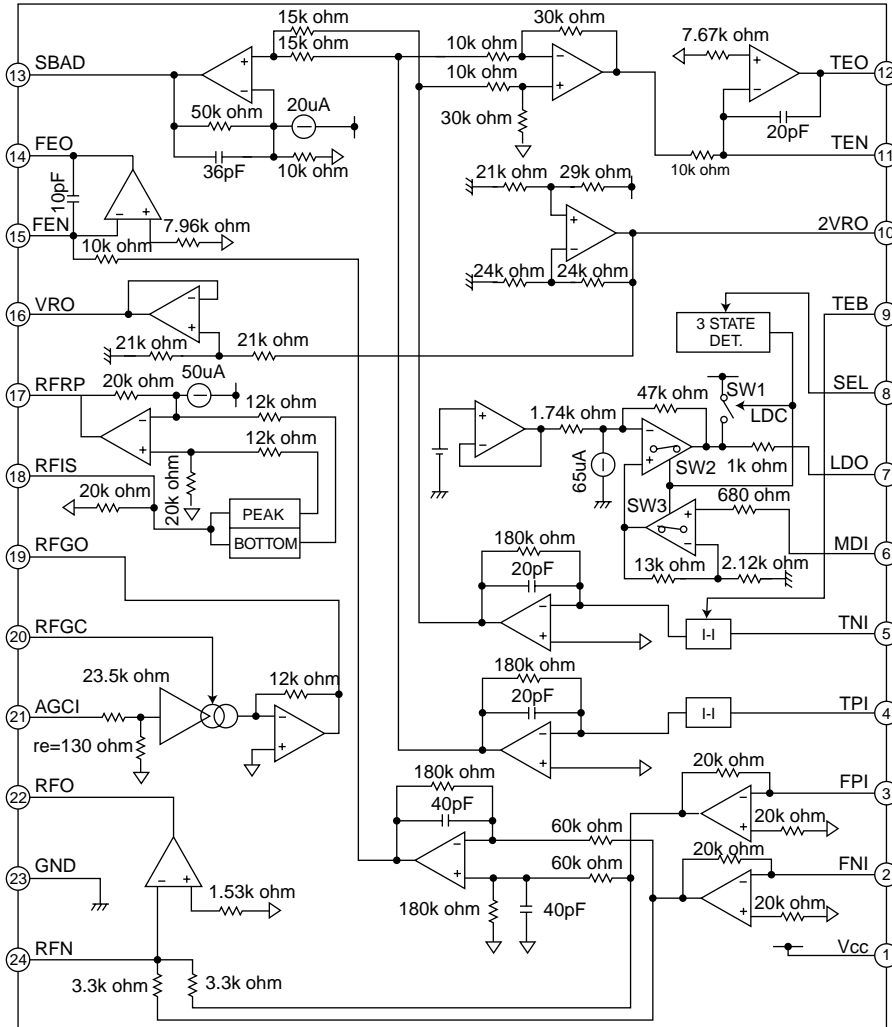 15k ohm
30k ohm
13 SBAD
15k ohm
10k ohm
7.67k ohm
TEO 12
+
−
−
+
+
−
10k ohm
50k ohm
20uA
30k ohm
20pF
14 FEO
36pF
10k ohm
10k ohm
TEN 11
10pF
−
+
7.96k ohm
21k ohm
29k ohm
15 FEN
10k ohm
+
−
2VRO 10
24k ohm
24k ohm
16 VRO
−
+
21k ohm
21k ohm
3 STATE
DET.
TEB 9
50uA
17 RFRP
20k ohm
12k ohm
−
+
12k ohm
SEL 8
47k ohm
SW1
LDC
1.74k ohm
+
−
−
+
SW2
65uA
1k ohm
LDO 7
18 RFIS
20k ohm
20k ohm
PEAK
BOTTOM
SW3
680 ohm
+
−
MDI 6
13k ohm
2.12k ohm
19 RFGO
180k ohm
20pF
−
+
I-I
TNI 5
20 RFGC
23.5k ohm
12k ohm
180k ohm
20pF
21 AGCI
−
+
−
+
I-I
TPI 4
re=130 ohm
22 RFO
180k ohm
40pF
20k ohm
FPI 3
−
+
20k ohm
−
+
60k ohm
60k ohm
20k ohm
23 GND
−
+
1.53k ohm
180k ohm
40pF
−
+
20k ohm
FNI 2
24 RFN
Vcc 1
3.3k ohm
3.3k ohm